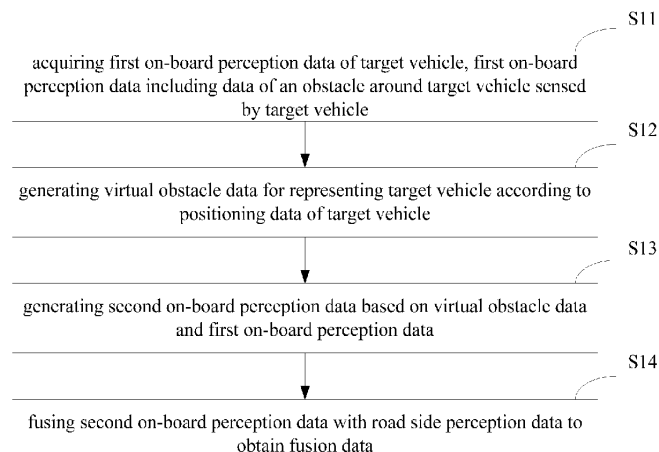 S11
acquiring first on-board perception data of target vehicle, first on-board
perception data including data of an obstacle around target vehicle sensed
by target vehicle
S12
generating virtual obstacle data for representing target vehicle according to
positioning data of target vehicle
S13
generating second on-board perception data based on virtual obstacle data
and first on-board perception data
S14
fusing second on-board perception data with road side perception data to
obtain fusion data